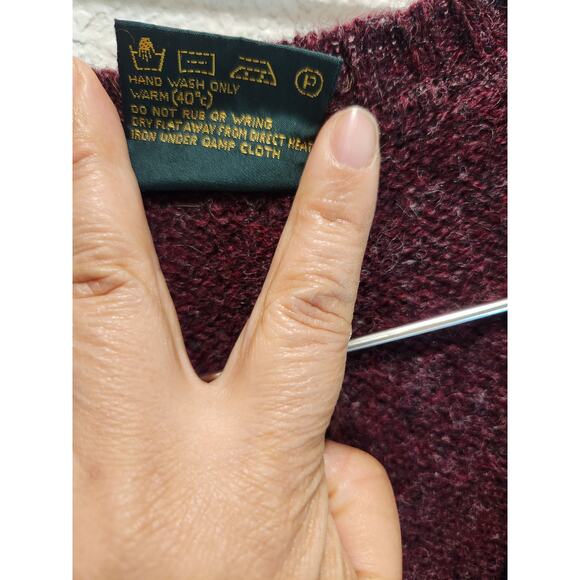 P
HAND WASH ONLY
WARM (40°C)
DO NOT RUB OR WRING
DRY FLAT AWAY FROM DIRECT HEAT
IRON UNDER DAMP CLOTH